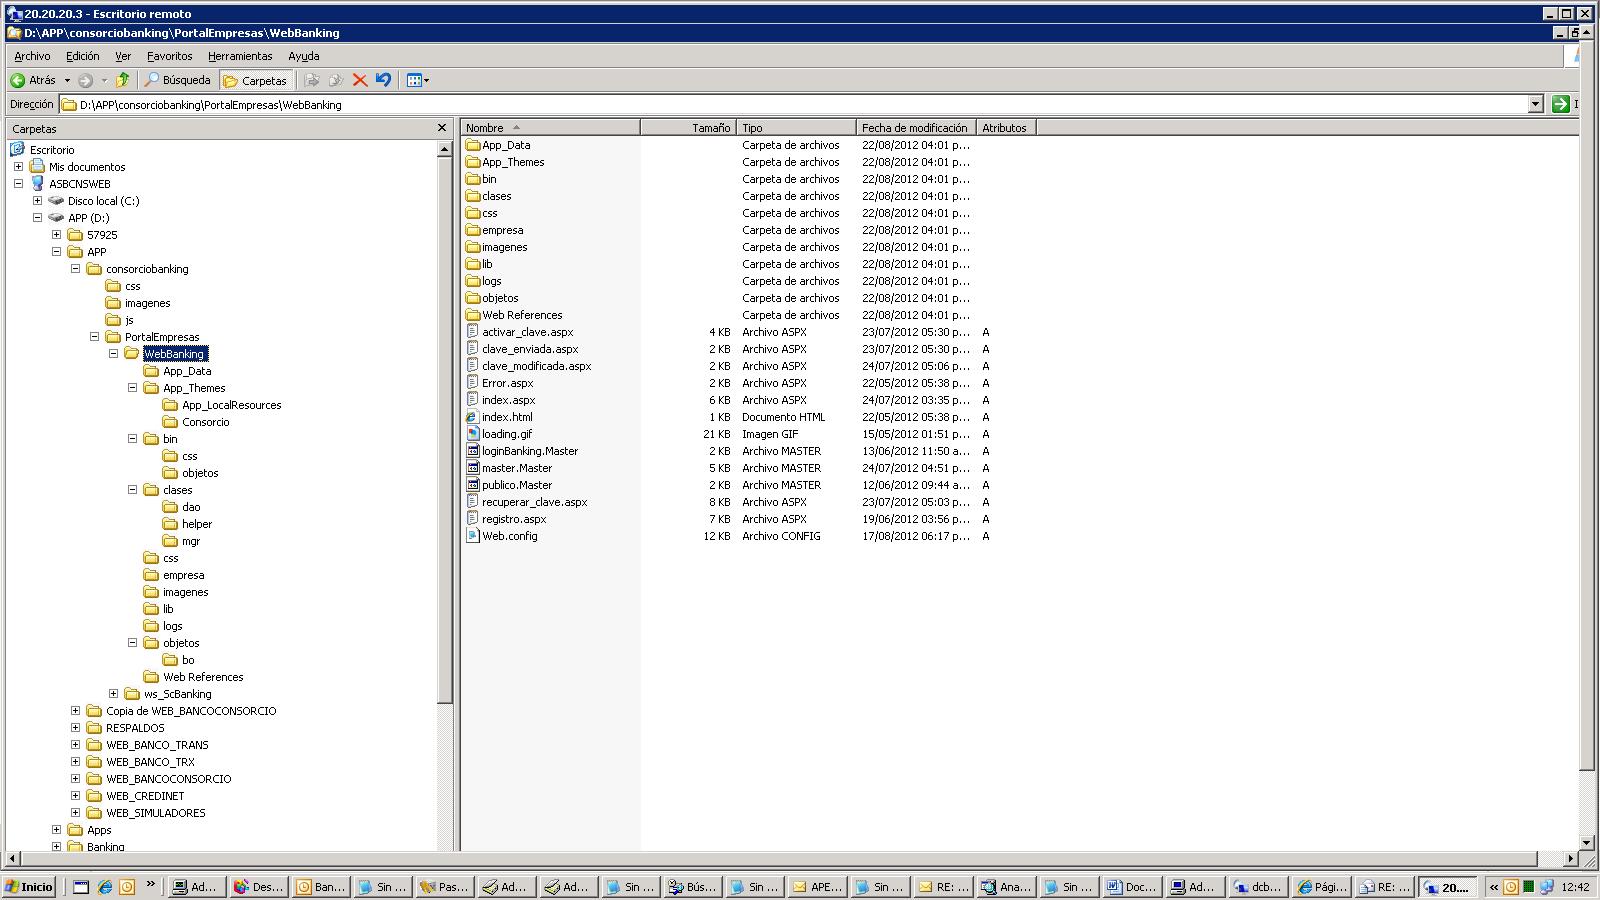 20.20.20.3 - Escritorio remoto
D:\APP\consorciobanking\PortalEmpresas\WebBanking
Archivo Edición Ver Favoritos Herramientas Ayuda
Atrás Búsqueda Carpetas
Dirección D:\APP\consorciobanking\PortalEmpresas\WebBanking
Carpetas
Escritorio
Mis documentos
ASBCNSWEB
Disco local (C:)
APP (D:)
57925
APP
consorciobanking
css
imagenes
js
PortalEmpresas
WebBanking
App_Data
App_Themes
App_LocalResources
Consorcio
bin
css
objetos
clases
dao
helper
mgr
css
empresa
imagenes
lib
logs
objetos
bo
Web References
ws_ScBanking
Copia de WEB_BANCOCONSORCIO
RESPALDOS
WEB_BANCO_TRANS
WEB_BANCO_TRX
WEB_BANCOCONSORCIO
WEB_CREDINET
WEB_SIMULADORES
Apps
Banking
Nombre Tamaño Tipo Fecha de modificación Atributos
App_Data Carpeta de archivos 22/08/2012 04:01 p...
App_Themes Carpeta de archivos 22/08/2012 04:01 p...
bin Carpeta de archivos 22/08/2012 04:01 p...
clases Carpeta de archivos 22/08/2012 04:01 p...
css Carpeta de archivos 22/08/2012 04:01 p...
empresa Carpeta de archivos 22/08/2012 04:01 p...
imagenes Carpeta de archivos 22/08/2012 04:01 p...
lib Carpeta de archivos 22/08/2012 04:01 p...
logs Carpeta de archivos 22/08/2012 04:01 p...
objetos Carpeta de archivos 22/08/2012 04:01 p...
Web References Carpeta de archivos 22/08/2012 04:01 p...
activar_clave.aspx 4 KB Archivo ASPX 23/07/2012 05:30 p... A
clave_enviada.aspx 2 KB Archivo ASPX 23/07/2012 05:30 p... A
clave_modificada.aspx 2 KB Archivo ASPX 24/07/2012 05:06 p... A
Error.aspx 2 KB Archivo ASPX 22/05/2012 05:38 p... A
index.aspx 6 KB Archivo ASPX 24/07/2012 03:35 p... A
index.html 1 KB Documento HTML 22/05/2012 05:38 p... A
loading.gif 21 KB Imagen GIF 15/05/2012 01:51 p... A
loginBanking.Master 2 KB Archivo MASTER 13/06/2012 11:50 a... A
master.Master 5 KB Archivo MASTER 24/07/2012 04:51 p... A
publico.Master 2 KB Archivo MASTER 12/06/2012 09:44 a... A
recuperar_clave.aspx 8 KB Archivo ASPX 23/07/2012 05:03 p... A
registro.aspx 7 KB Archivo ASPX 19/06/2012 03:56 p... A
Web.config 12 KB Archivo CONFIG 17/08/2012 06:17 p... A
Inicio » Ad... Des... Ban... Sin ... Pas... Ad... Ad... Sin ... Bús... Sin ... APE... Sin ... RE: ... Ana... Sin ... Doc... Ad... dcb... Pági... RE: ... 20.... « 12:42